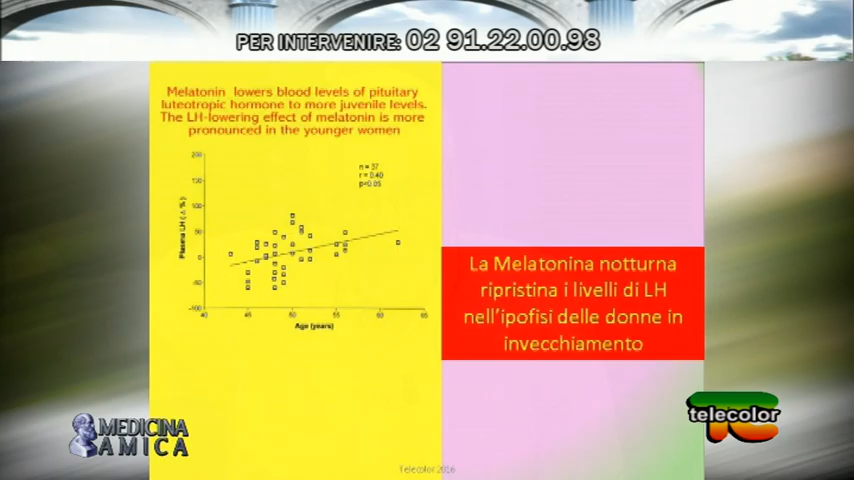 PER INTERVENIRE: 02 91.22.00.98
Melatonin lowers blood levels of pituitary
luteotropic hormone to more juvenile levels.
The LH-lowering effect of melatonin is more
pronounced in the younger women
n = 37
r = 0.40
p=0.05
200
150
100
50
0
-50
-100
Plasma LH ( Δ % )
40
45
50
55
60
65
Age (years)
La Melatonina notturna
ripristina i livelli di LH
nell'ipofisi delle donne in
invecchiamento
MEDICINA
AMICA
telecolor
Telecolor 2016